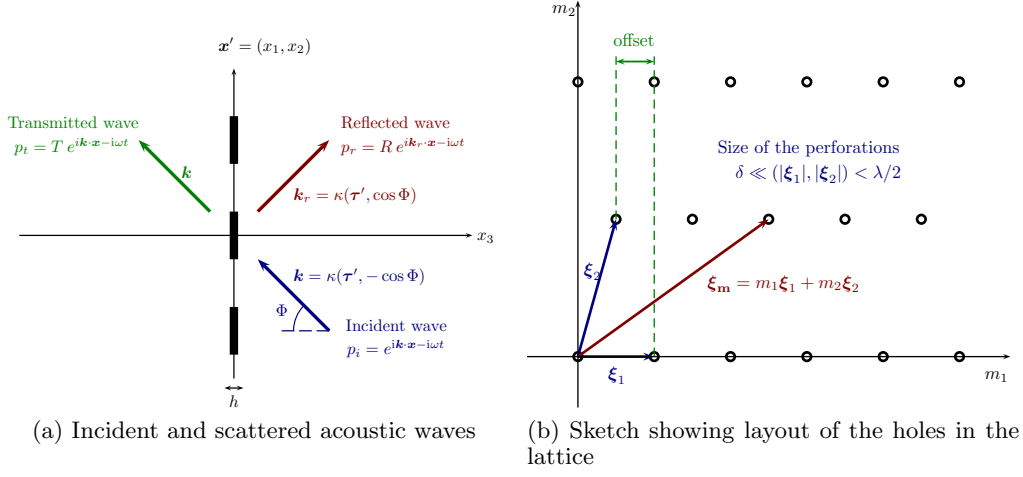 𝒙′ = (x₁, x₂)
Transmitted wave
pₜ = T e^{i𝒌·𝒙−iωt}
𝒌
Reflected wave
pᵣ = R e^{i𝒌ᵣ·𝒙−iωt}
𝒌ᵣ = κ(𝝉′, cos Φ)
x₃
𝒌 = κ(𝝉′, − cos Φ)
Φ
Incident wave
pᵢ = e^{i𝒌·𝒙−iωt}
h
(a) Incident and scattered acoustic waves
m₂
offset
Size of the perforations
δ ≪ (|𝝃₁|, |𝝃₂|) < λ/2
𝝃₂
𝝃_𝐦 = m₁𝝃₁ + m₂𝝃₂
𝝃₁
m₁
(b) Sketch showing layout of the holes in the
lattice